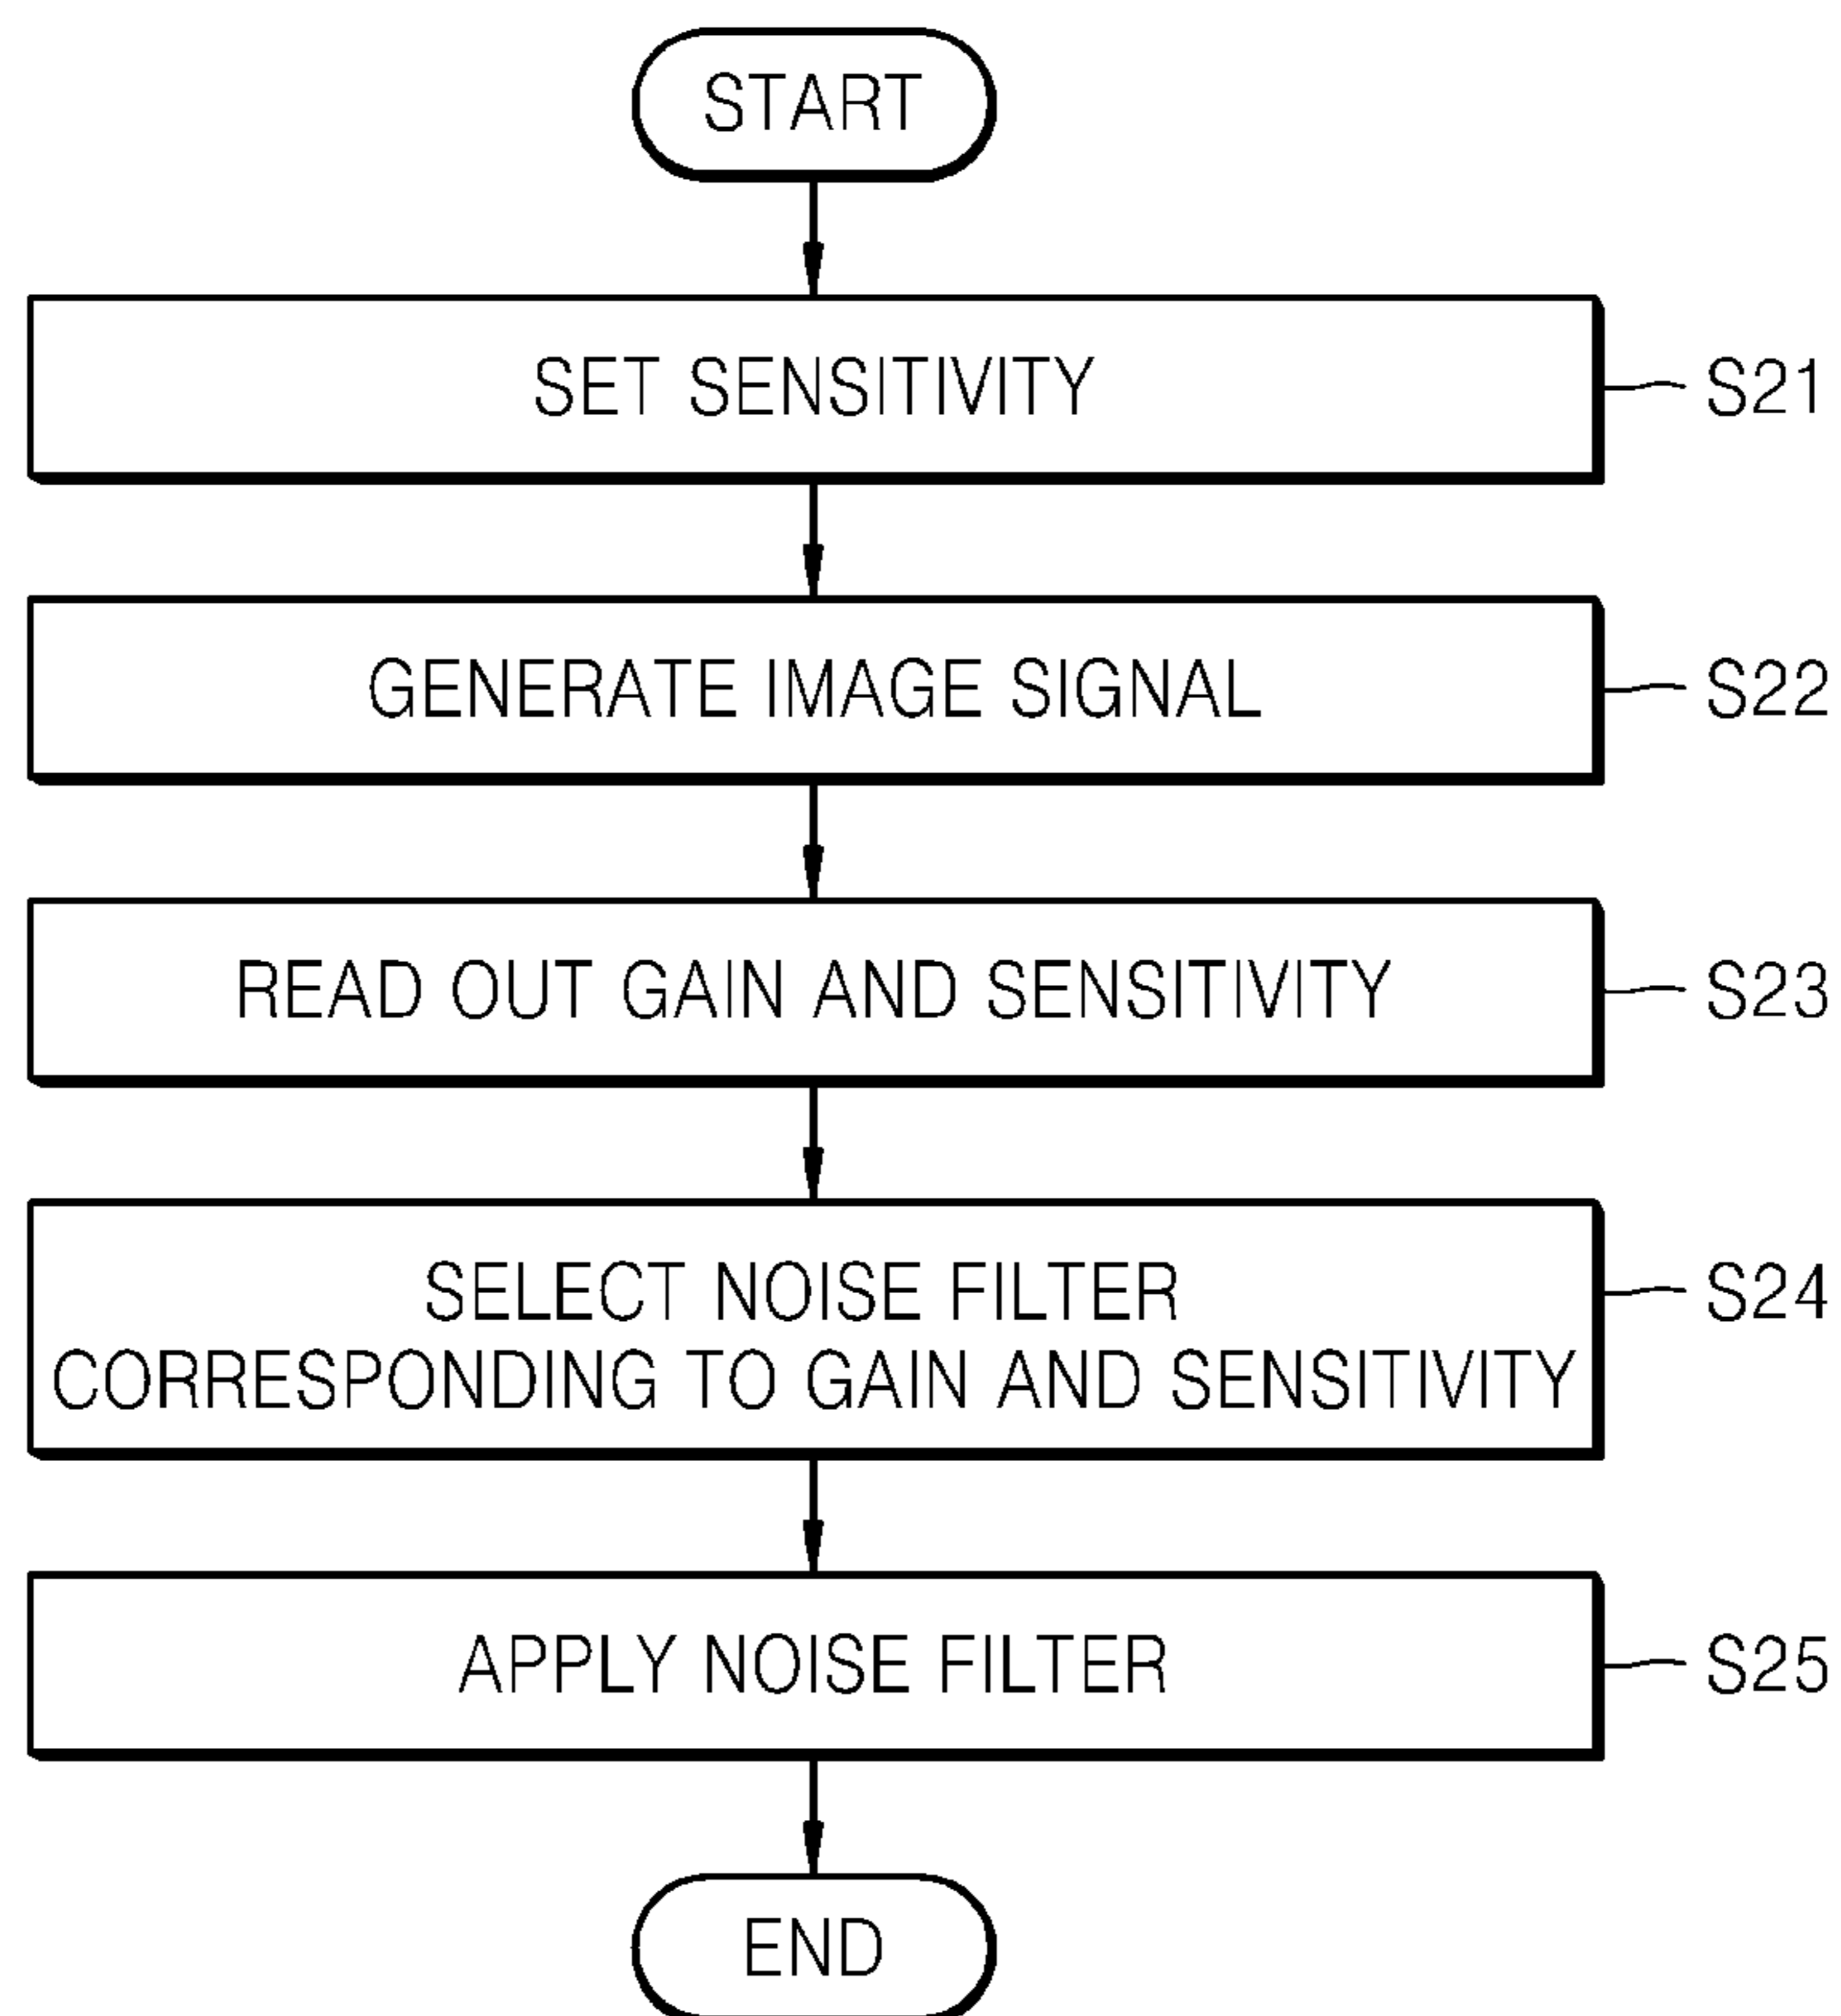 START
SET SENSITIVITY
S21
GENERATE IMAGE SIGNAL
S22
READ OUT GAIN AND SENSITIVITY
S23
SELECT NOISE FILTER
CORRESPONDING TO GAIN AND SENSITIVITY
S24
APPLY NOISE FILTER
S25
END